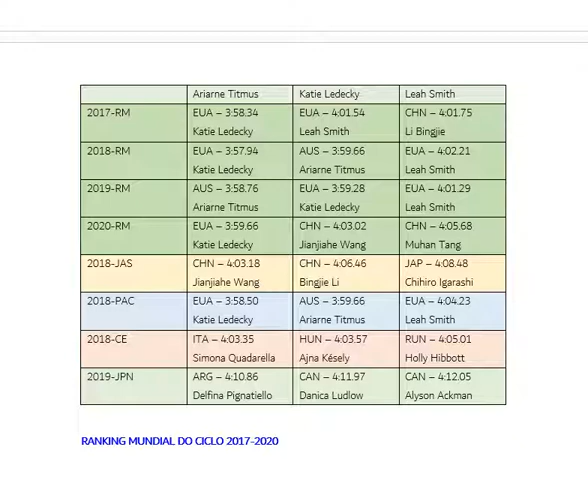 Ariarne Titmus Katie Ledecky Leah Smith
2017-RM EUA – 3:58.34 EUA – 4:01.54 CHN – 4:01.75
Katie Ledecky Leah Smith Li Bingjie
2018-RM EUA – 3:57.94 AUS – 3:59.66 EUA – 4:02.21
Katie Ledecky Ariarne Titmus Leah Smith
2019-RM AUS – 3:58.76 EUA – 3:59.28 EUA – 4:01.29
Ariarne Titmus Katie Ledecky Leah Smith
2020-RM EUA – 3:59.66 CHN – 4:03.02 CHN – 4:05.68
Katie Ledecky Jianjiahe Wang Muhan Tang
2018-JAS CHN – 4:03.18 CHN – 4:06.46 JAP – 4:08.48
Jianjiahe Wang Bingjie Li Chihiro Igarashi
2018-PAC EUA – 3:58.50 AUS – 3:59.66 EUA – 4:04.23
Katie Ledecky Ariarne Titmus Leah Smith
2018-CE ITA – 4:03.35 HUN – 4:03.57 RUN – 4:05.01
Simona Quadarella Ajna Késely Holly Hibbott
2019-JPN ARG – 4:10.86 CAN – 4:11.97 CAN – 4:12.05
Delfina Pignatiello Danica Ludlow Alyson Ackman
RANKING MUNDIAL DO CICLO 2017-2020